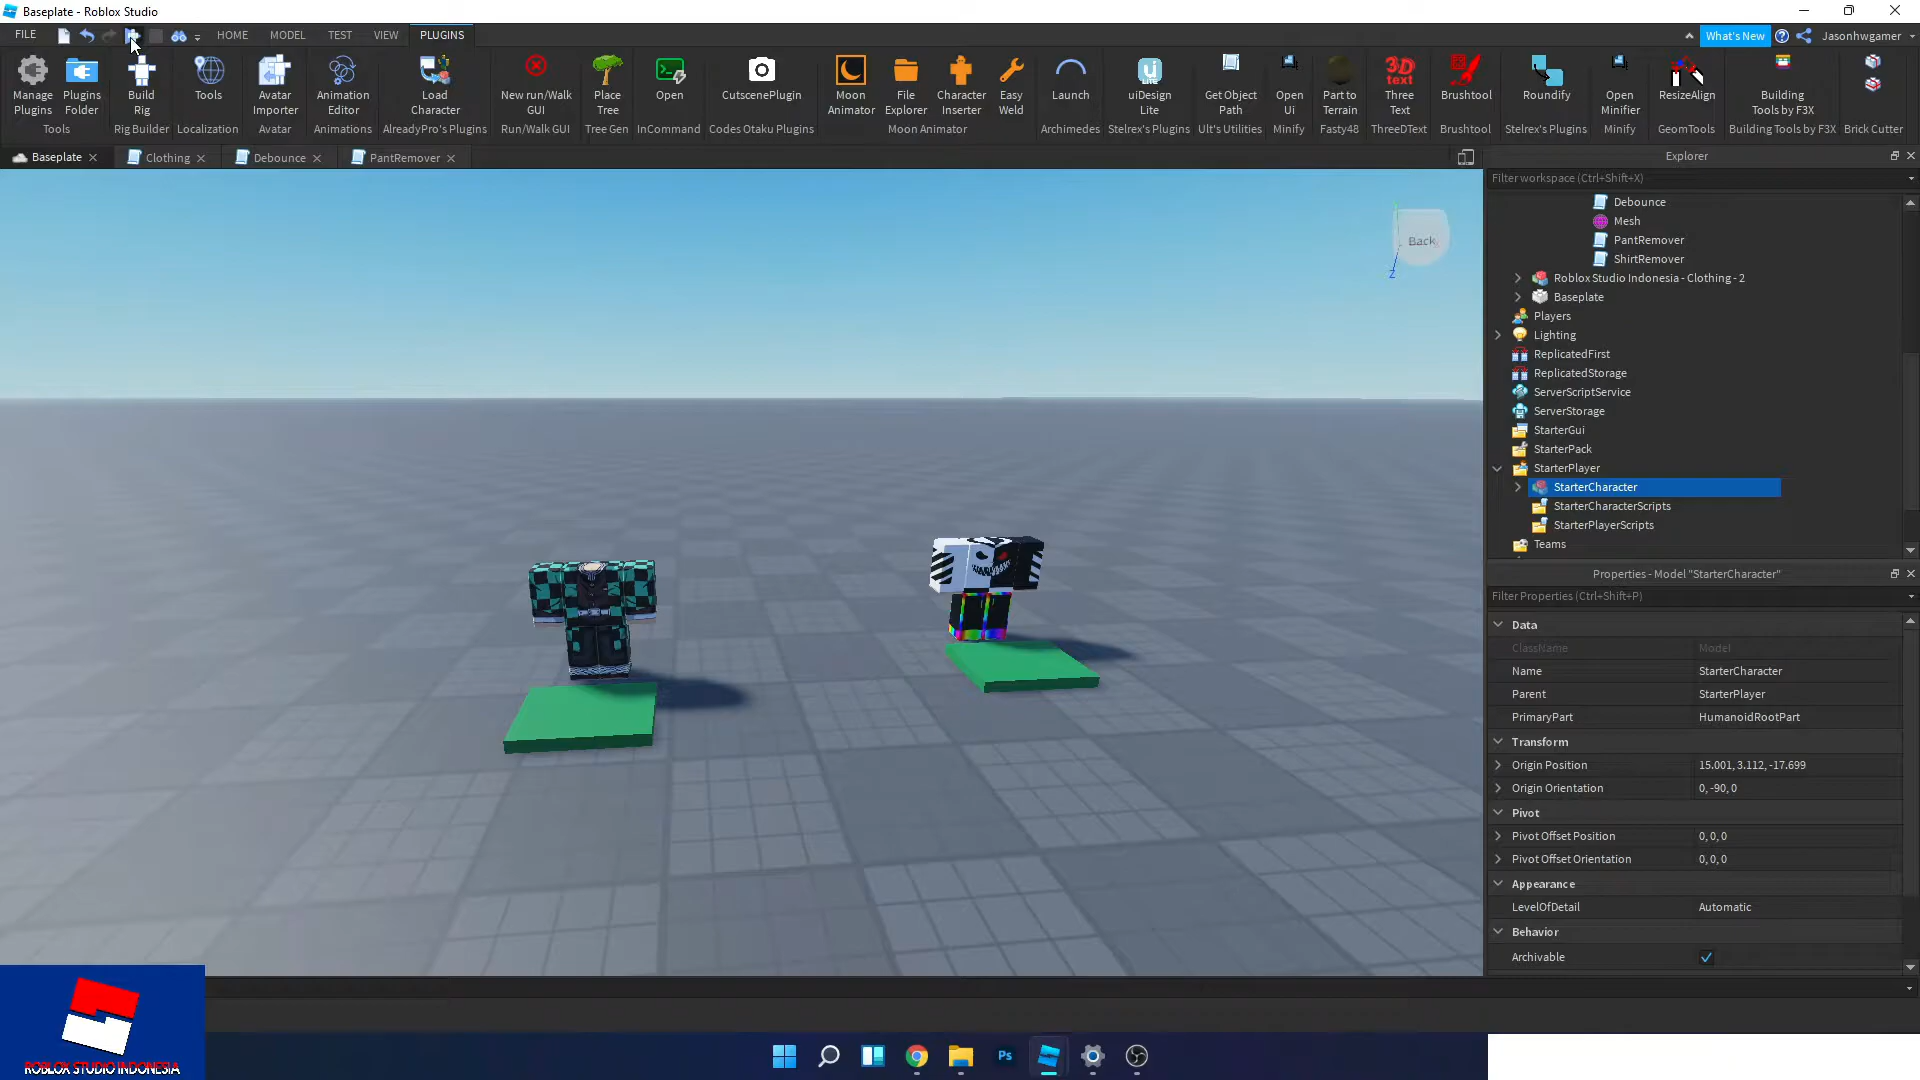 Baseplate - Roblox Studio
FILE HOME MODEL TEST VIEW PLUGINS What's New Jasonhwgamer
Manage Plugins
Plugins Folder
Tools
Build Rig
Rig Builder
Tools
Localization
Avatar Importer
Avatar
Animation Editor
Animations
Load Character
AlreadyPro's Plugins
New run/Walk GUI
Run/Walk GUI
Place Tree
Tree Gen
Open
InCommand
CutscenePlugin
Codes Otaku Plugins
Moon Animator
File Explorer
Character Inserter
Easy Weld
Moon Animator
Launch
Archimedes
uiDesign Lite
Stelrex's Plugins
Get Object Path
Ult's Utilities
Open Ui
Minify
Part to Terrain
Fasty48
3D text
Three Text
ThreeDText
Brushtool
Brushtool
Roundify
Stelrex's Plugins
Open Minifier
Minify
ResizeAlign
GeomTools
Building Tools by F3X
Building Tools by F3X
Brick Cutter
Baseplate Clothing Debounce PantRemover
Explorer
Filter workspace (Ctrl+Shift+X)
Debounce
Mesh
PantRemover
ShirtRemover
Roblox Studio Indonesia - Clothing - 2
Baseplate
Players
Lighting
ReplicatedFirst
ReplicatedStorage
ServerScriptService
ServerStorage
StarterGui
StarterPack
StarterPlayer
StarterCharacter
StarterCharacterScripts
StarterPlayerScripts
Teams
Back
Z
Properties - Model "StarterCharacter"
Filter Properties (Ctrl+Shift+P)
Data
ClassName Model
Name StarterCharacter
Parent StarterPlayer
PrimaryPart HumanoidRootPart
Transform
Origin Position 15.001, 3.112, -17.699
Origin Orientation 0, -90, 0
Pivot
Pivot Offset Position 0, 0, 0
Pivot Offset Orientation 0, 0, 0
Appearance
LevelOfDetail Automatic
Behavior
Archivable
ROBLOX STUDIO INDONESIA
Ps